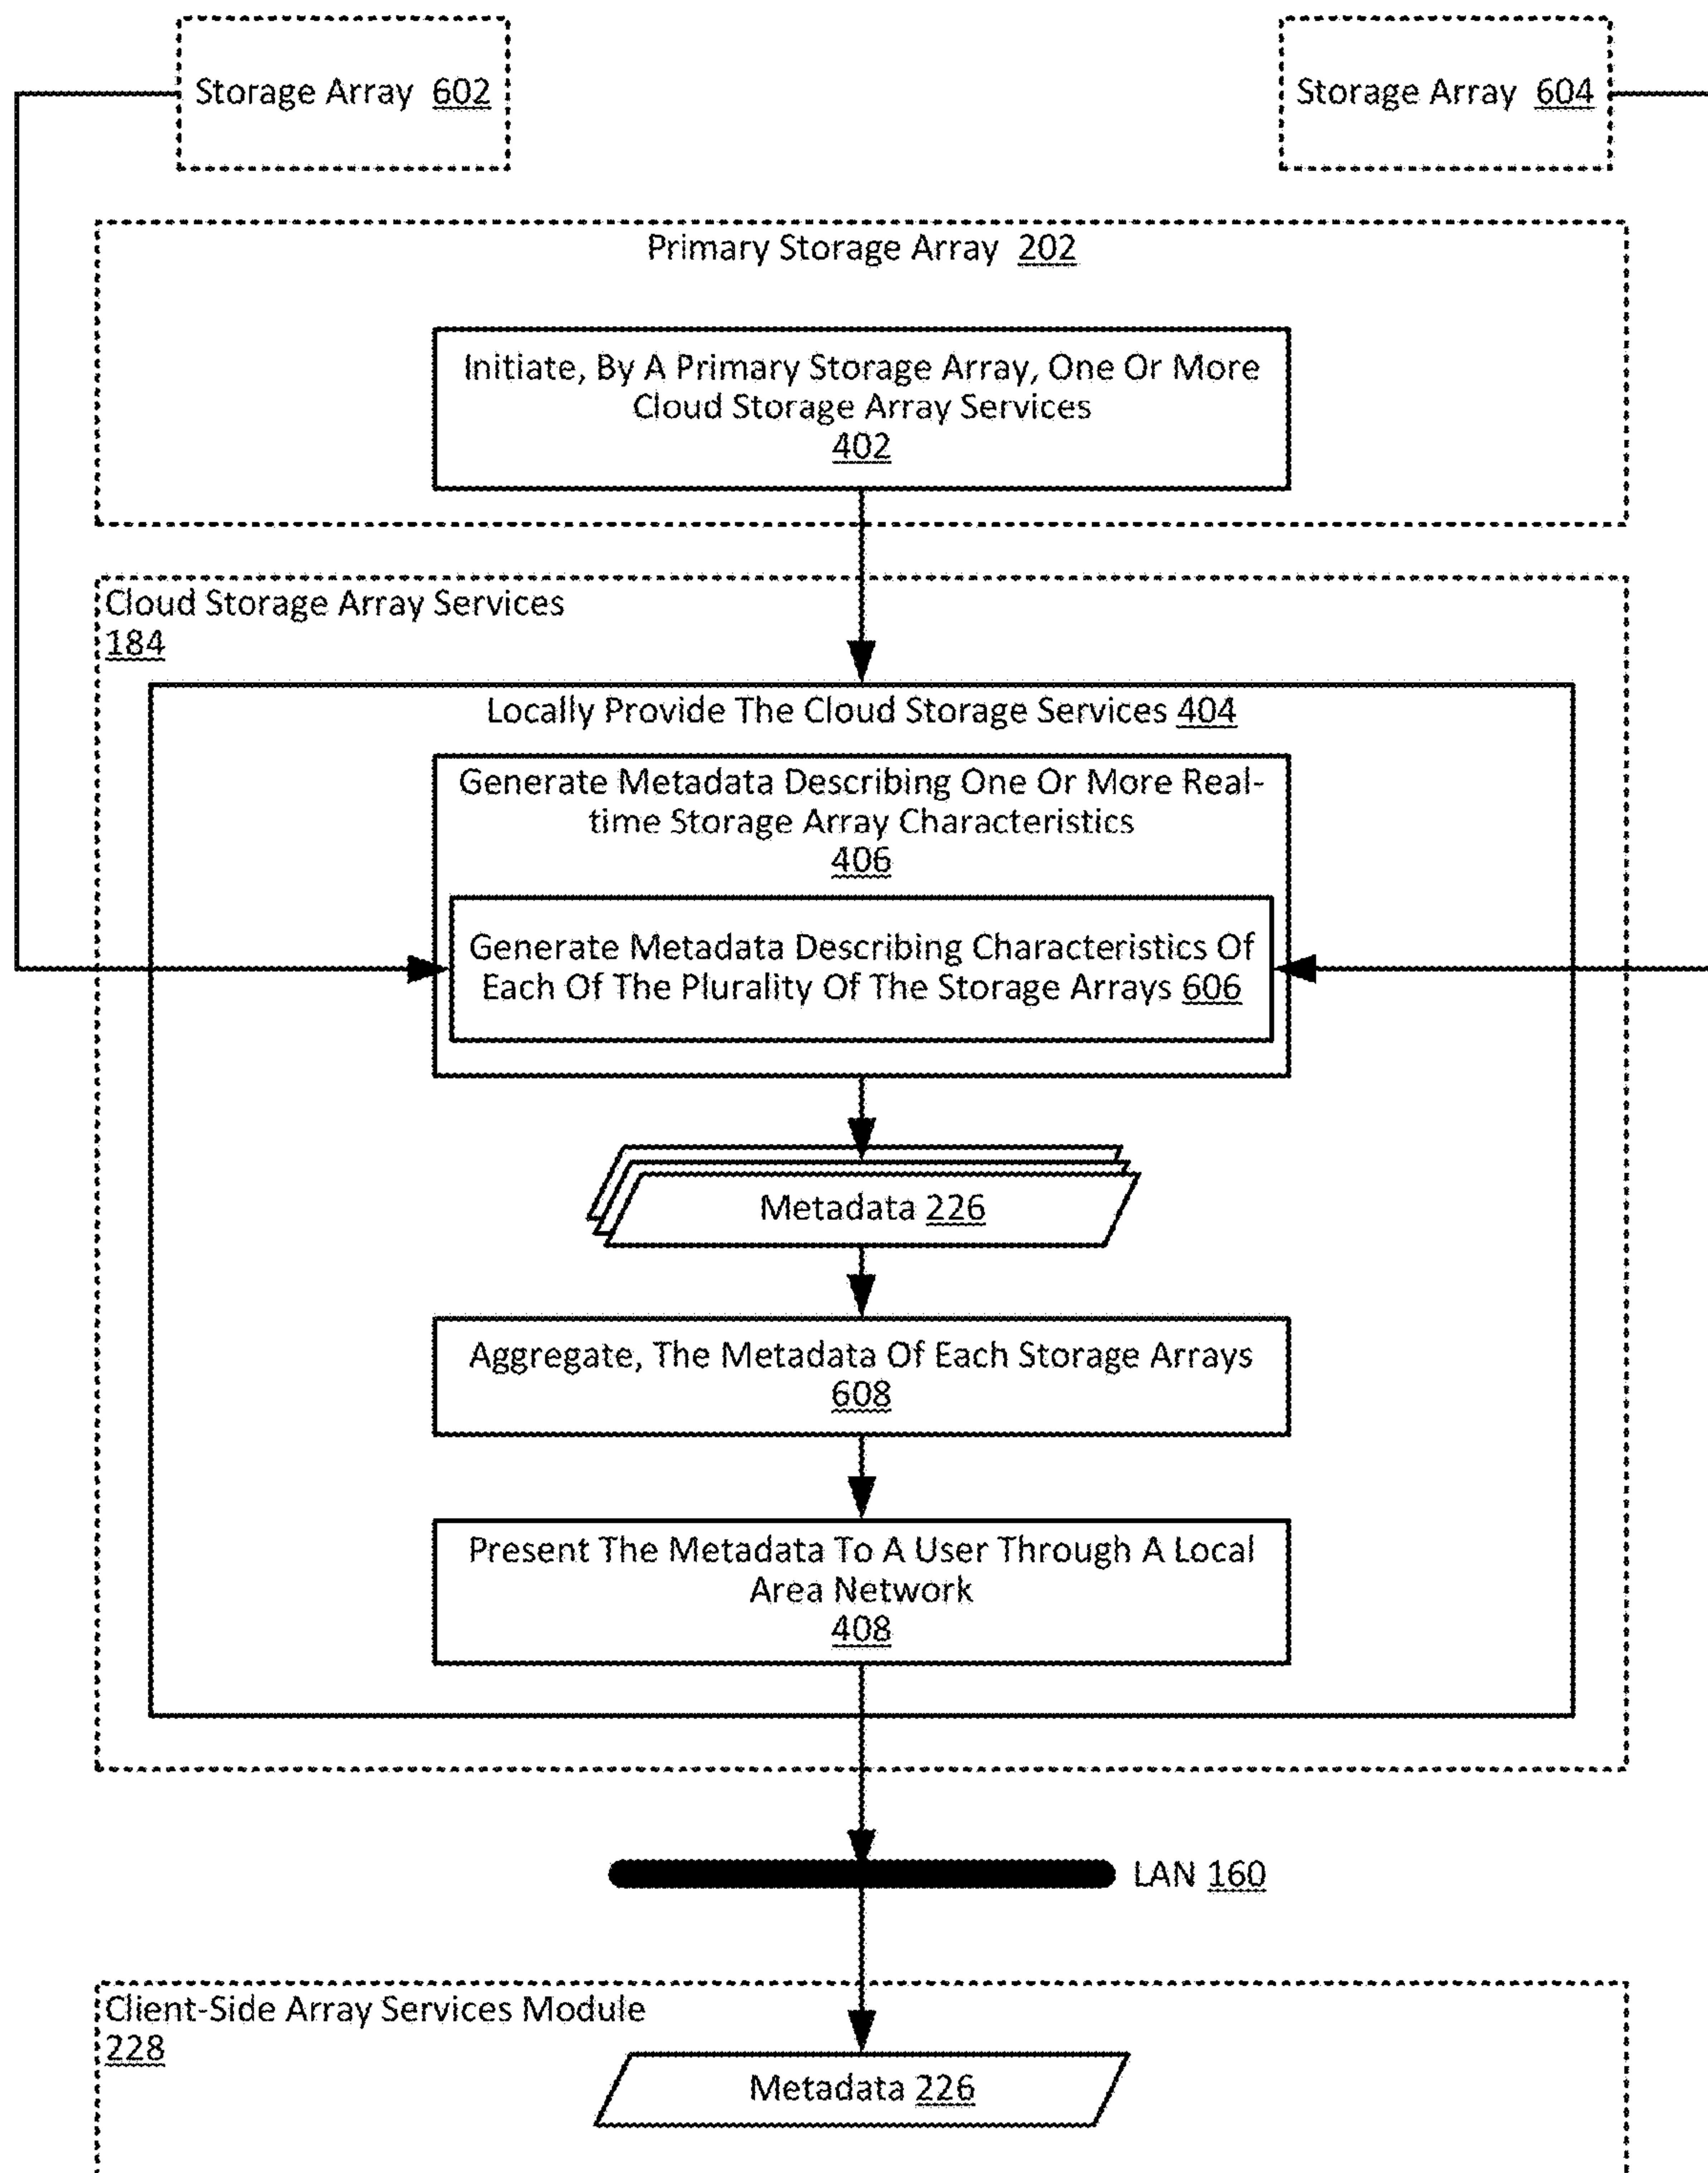 Storage Array 602
Storage Array 604
Primary Storage Array 202
Initiate, By A Primary Storage Array, One Or More
Cloud Storage Array Services
402
Cloud Storage Array Services
184
Locally Provide The Cloud Storage Services 404
Generate Metadata Describing One Or More Real-
time Storage Array Characteristics
406
Generate Metadata Describing Characteristics Of
Each Of The Plurality Of The Storage Arrays 606
Metadata 226
Aggregate, The Metadata Of Each Storage Arrays
608
Present The Metadata To A User Through A Local
Area Network
408
LAN 160
Client-Side Array Services Module
228
Metadata 226